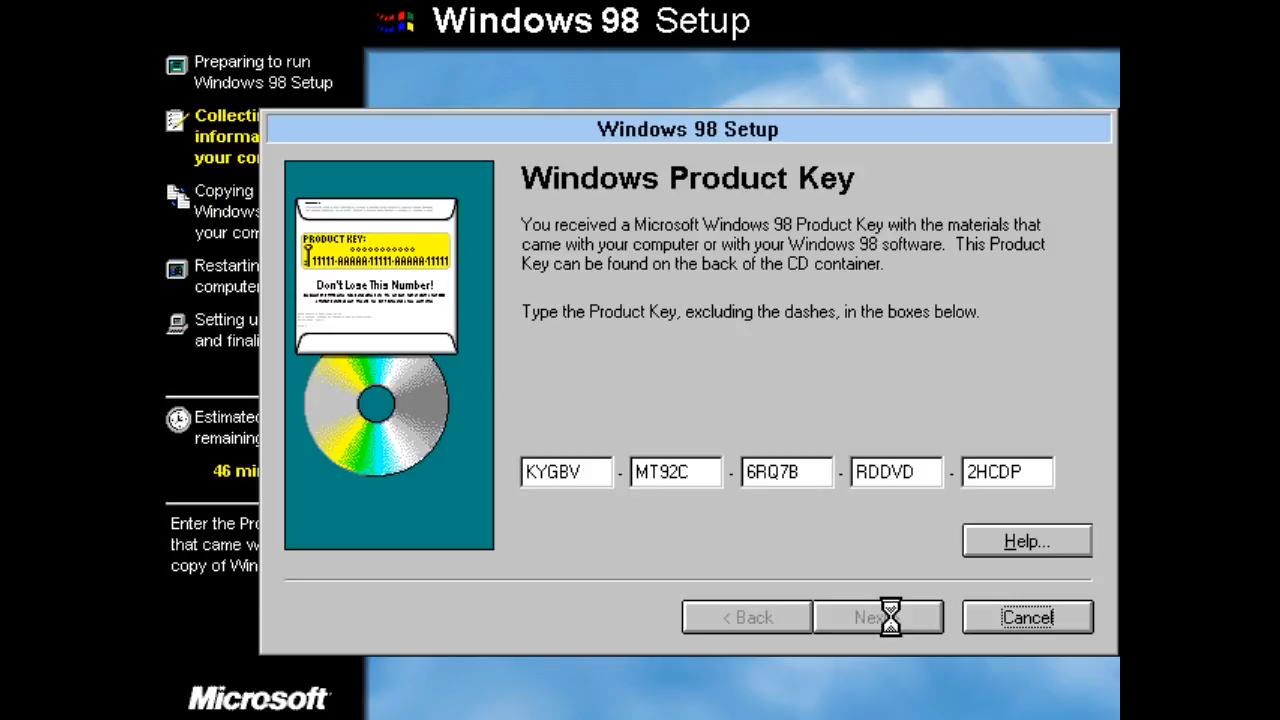 Windows 98 Setup
Preparing to run
Windows 98 Setup
Collecti
informa
your co
Copying
Windows
your com
Restartin
computer
Setting u
and finali
Estimated
remaining
46 mi
Enter the Pro
that came w
copy of Win
Microsoft
Windows 98 Setup
PRODUCT KEY:
11111-AAAAA-11111-AAAAA-11111
Don't Lose This Number!
Windows Product Key
You received a Microsoft Windows 98 Product Key with the materials that
came with your computer or with your Windows 98 software. This Product
Key can be found on the back of the CD container.
Type the Product Key, excluding the dashes, in the boxes below.
KYGBV - MT92C - 6RQ7B - RDDVD - 2HCDP
Help...
< Back Ne Cancel